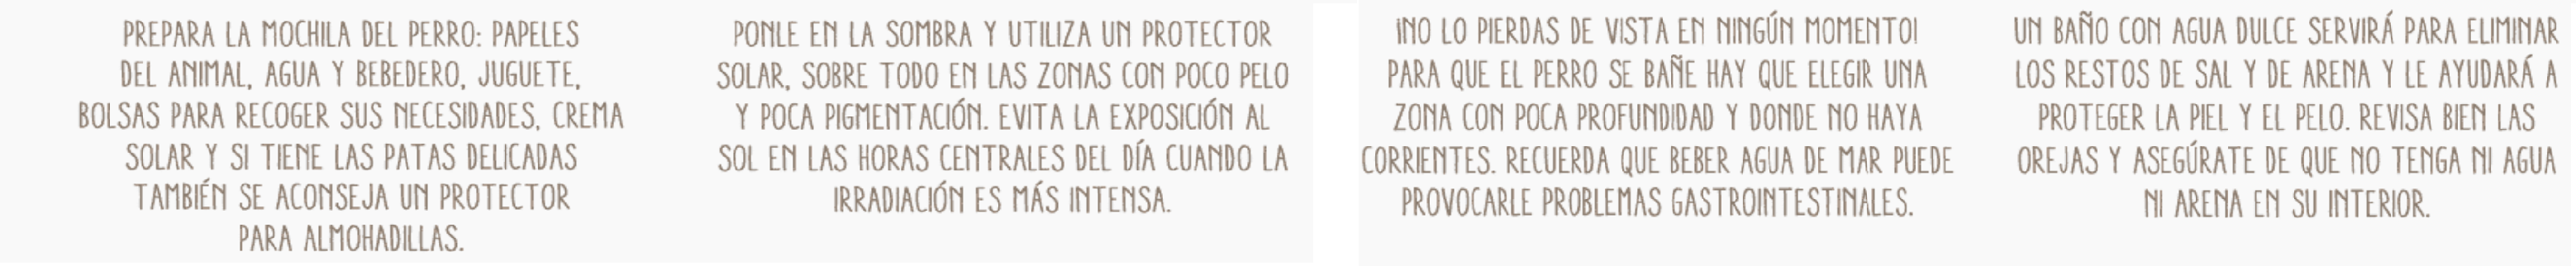 PREPARA LA MOCHILA DEL PERRO: PAPELES
DEL ANIMAL, AGUA Y BEBEDERO, JUGUETE,
BOLSAS PARA RECOGER SUS NECESIDADES, CREMA
SOLAR Y SI TIENE LAS PATAS DELICADAS
TAMBIÉN SE ACONSEJA UN PROTECTOR
PARA ALMOHADILLAS.
PONLE EN LA SOMBRA Y UTILIZA UN PROTECTOR
SOLAR, SOBRE TODO EN LAS ZONAS CON POCO PELO
Y POCA PIGMENTACIÓN. EVITA LA EXPOSICIÓN AL
SOL EN LAS HORAS CENTRALES DEL DÍA CUANDO LA
IRRADIACIÓN ES MÁS INTENSA.
¡NO LO PIERDAS DE VISTA EN NINGÚN MOMENTO!
PARA QUE EL PERRO SE BAÑE HAY QUE ELEGIR UNA
ZONA CON POCA PROFUNDIDAD Y DONDE NO HAYA
CORRIENTES. RECUERDA QUE BEBER AGUA DE MAR PUEDE
PROVOCARLE PROBLEMAS GASTROINTESTINALES.
UN BAÑO CON AGUA DULCE SERVIRÁ PARA ELIMINAR
LOS RESTOS DE SAL Y DE ARENA Y LE AYUDARÁ A
PROTEGER LA PIEL Y EL PELO. REVISA BIEN LAS
OREJAS Y ASEGÚRATE DE QUE NO TENGA NI AGUA
NI ARENA EN SU INTERIOR.